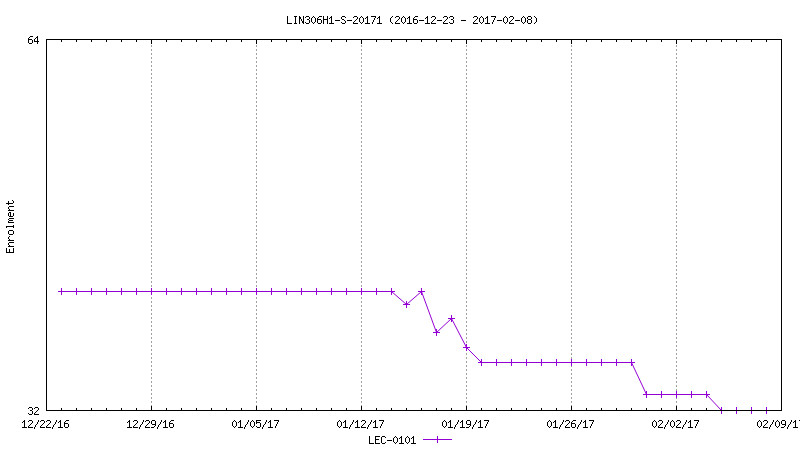 LIN306H1-S-20171 (2016-12-23 - 2017-02-08)
64
Enrolment
32
12/22/16 12/29/16 01/05/17 01/12/17 01/19/17 01/26/17 02/02/17 02/09/1
LEC-0101